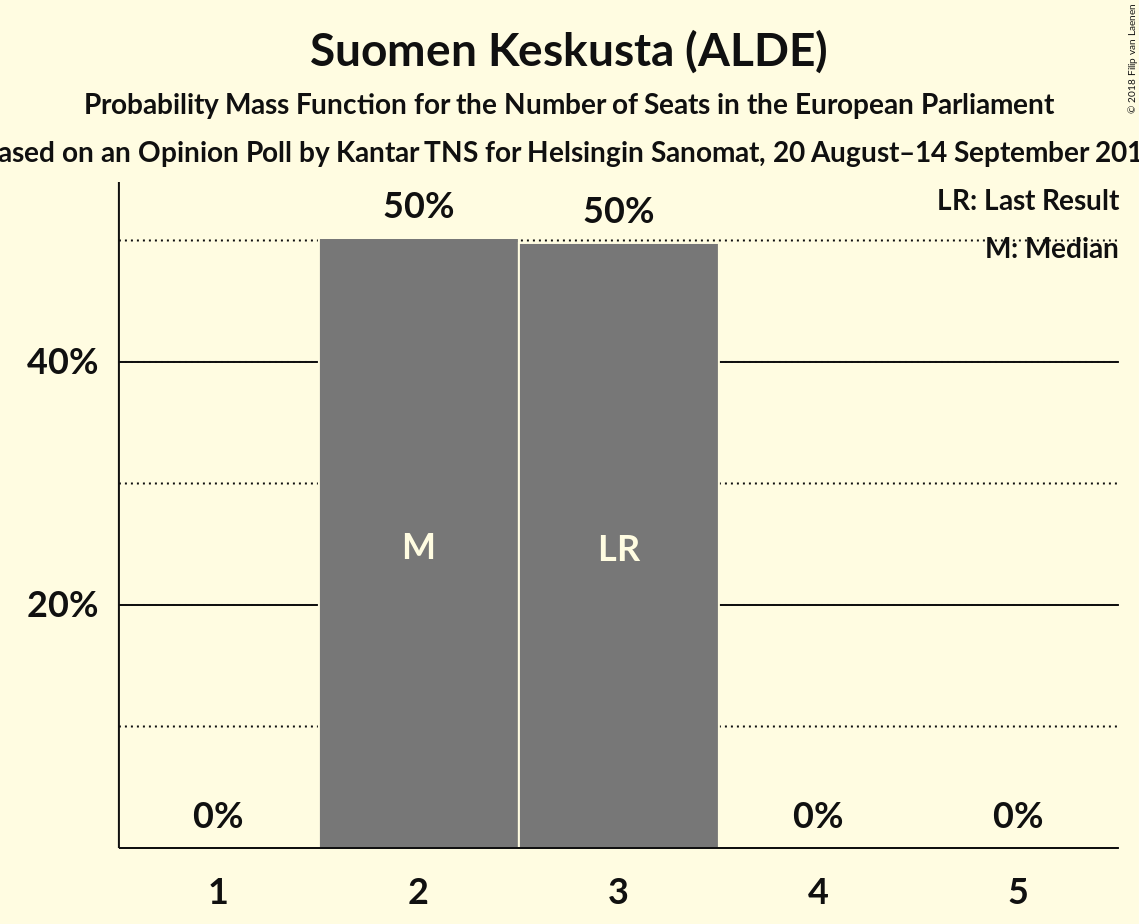 Suomen Keskusta (ALDE)
Probability Mass Function for the Number of Seats in the European Parliament
ased on an Opinion Poll by Kantar TNS for Helsingin Sanomat, 20 August–14 September 201
© 2018 Filip van Laenen
LR: Last Result
M: Median
50%
50%
40%
20%
M
LR
0%
0%
0%
1
2
3
4
5